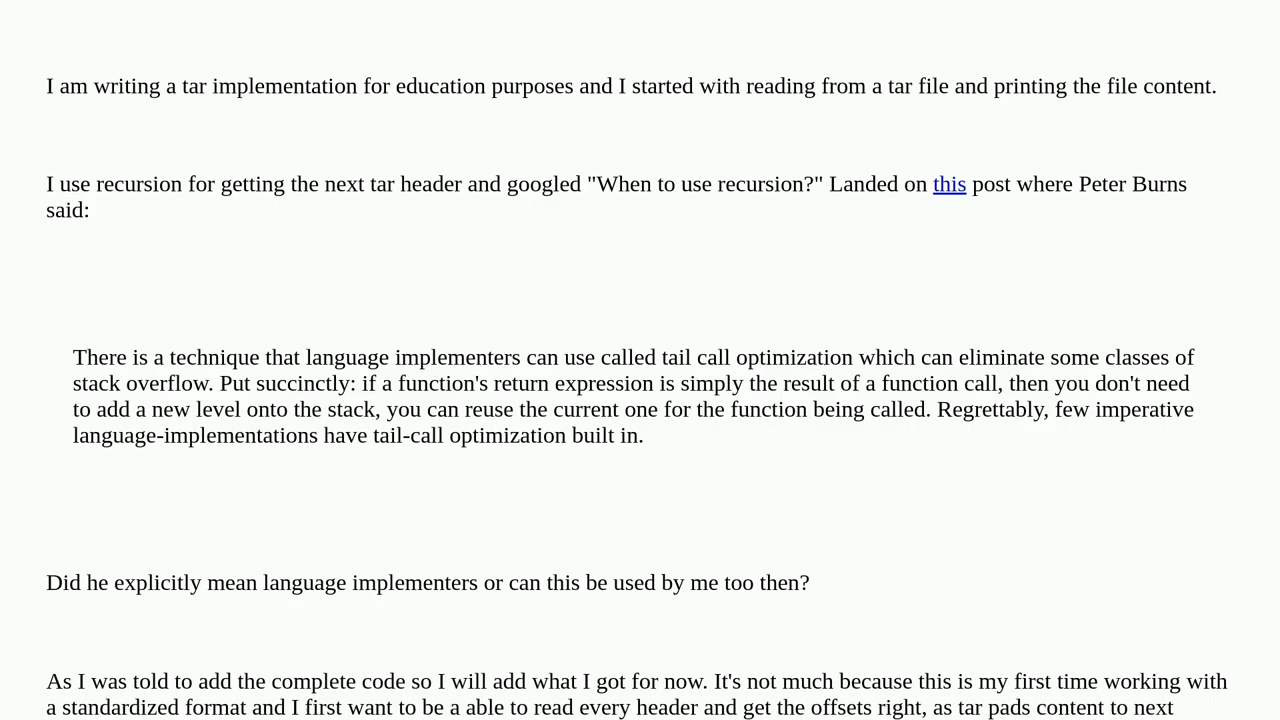 I am writing a tar implementation for education purposes and I started with reading from a tar file and printing the file content.
I use recursion for getting the next tar header and googled "When to use recursion?" Landed on this post where Peter Burns
said:
There is a technique that language implementers can use called tail call optimization which can eliminate some classes of
stack overflow. Put succinctly: if a function's return expression is simply the result of a function call, then you don't need
to add a new level onto the stack, you can reuse the current one for the function being called. Regrettably, few imperative
language-implementations have tail-call optimization built in.
Did he explicitly mean language implementers or can this be used by me too then?
As I was told to add the complete code so I will add what I got for now. It's not much because this is my first time working with
a standardized format and I first want to be a able to read every header and get the offsets right, as tar pads content to next